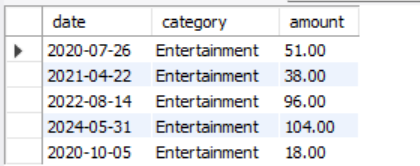 date category amount
2020-07-26 Entertainment 51.00
2021-04-22 Entertainment 38.00
2022-08-14 Entertainment 96.00
2024-05-31 Entertainment 104.00
2020-10-05 Entertainment 18.00